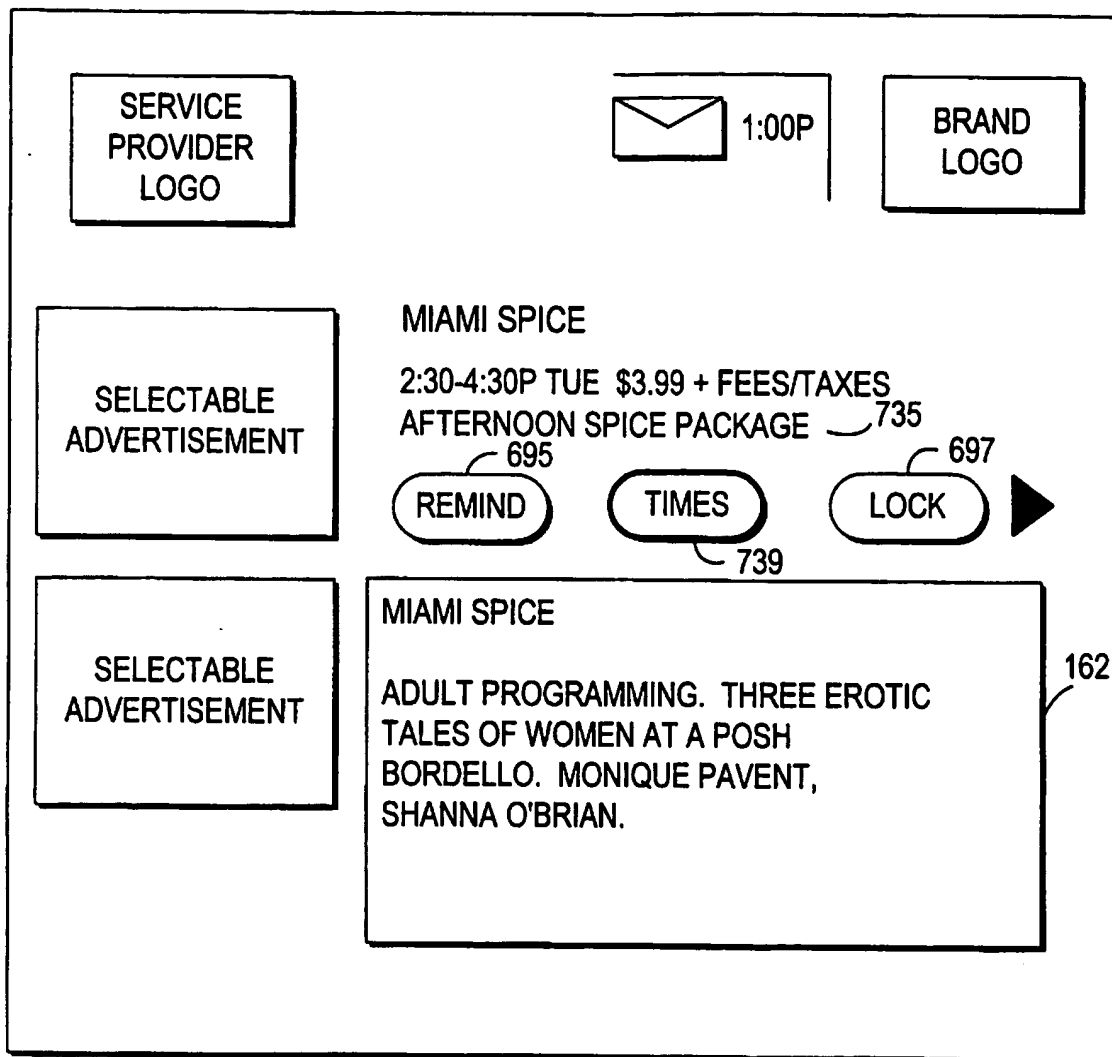 SERVICE
PROVIDER
LOGO
1:00P
BRAND
LOGO
SELECTABLE
ADVERTISEMENT
MIAMI SPICE
2:30-4:30P TUE $3.99 + FEES/TAXES
AFTERNOON SPICE PACKAGE 735
695
697
REMIND
TIMES
LOCK
739
SELECTABLE
ADVERTISEMENT
MIAMI SPICE
ADULT PROGRAMMING. THREE EROTIC
TALES OF WOMEN AT A POSH
BORDELLO. MONIQUE PAVENT,
SHANNA O'BRIAN.
162